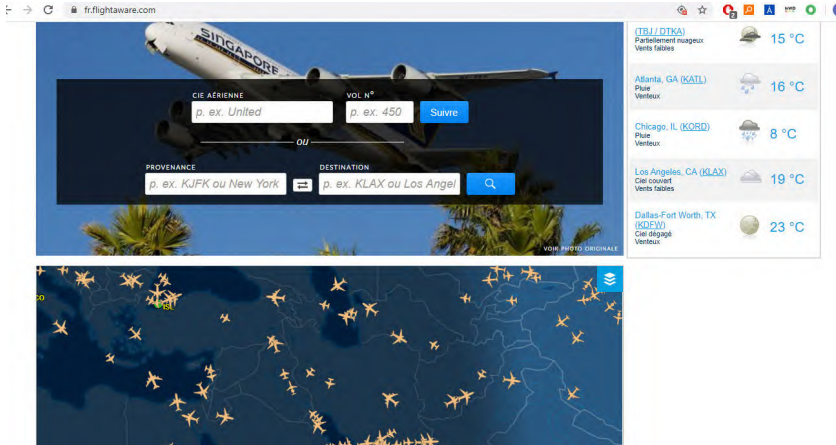 fr.flightaware.com
SINGAPORE
CIE AÉRIENNE
VOL N°
p. ex. United
p. ex. 450
Suivre
ou
PROVENANCE
DESTINATION
p. ex. KJFK ou New York
p. ex. KLAX ou Los Angel
VOIR PHOTO ORIGINALE
(TBJ / DTKA)
Partiellement nuageux
Vents faibles
15 °C
Atlanta, GA (KATL)
Pluie
Venteux
16 °C
Chicago, IL (KORD)
Pluie
Venteux
8 °C
Los Angeles, CA (KLAX)
Ciel couvert
Vents faibles
19 °C
Dallas-Fort Worth, TX
(KDFW)
Ciel dégagé
Venteux
23 °C
co
ISL